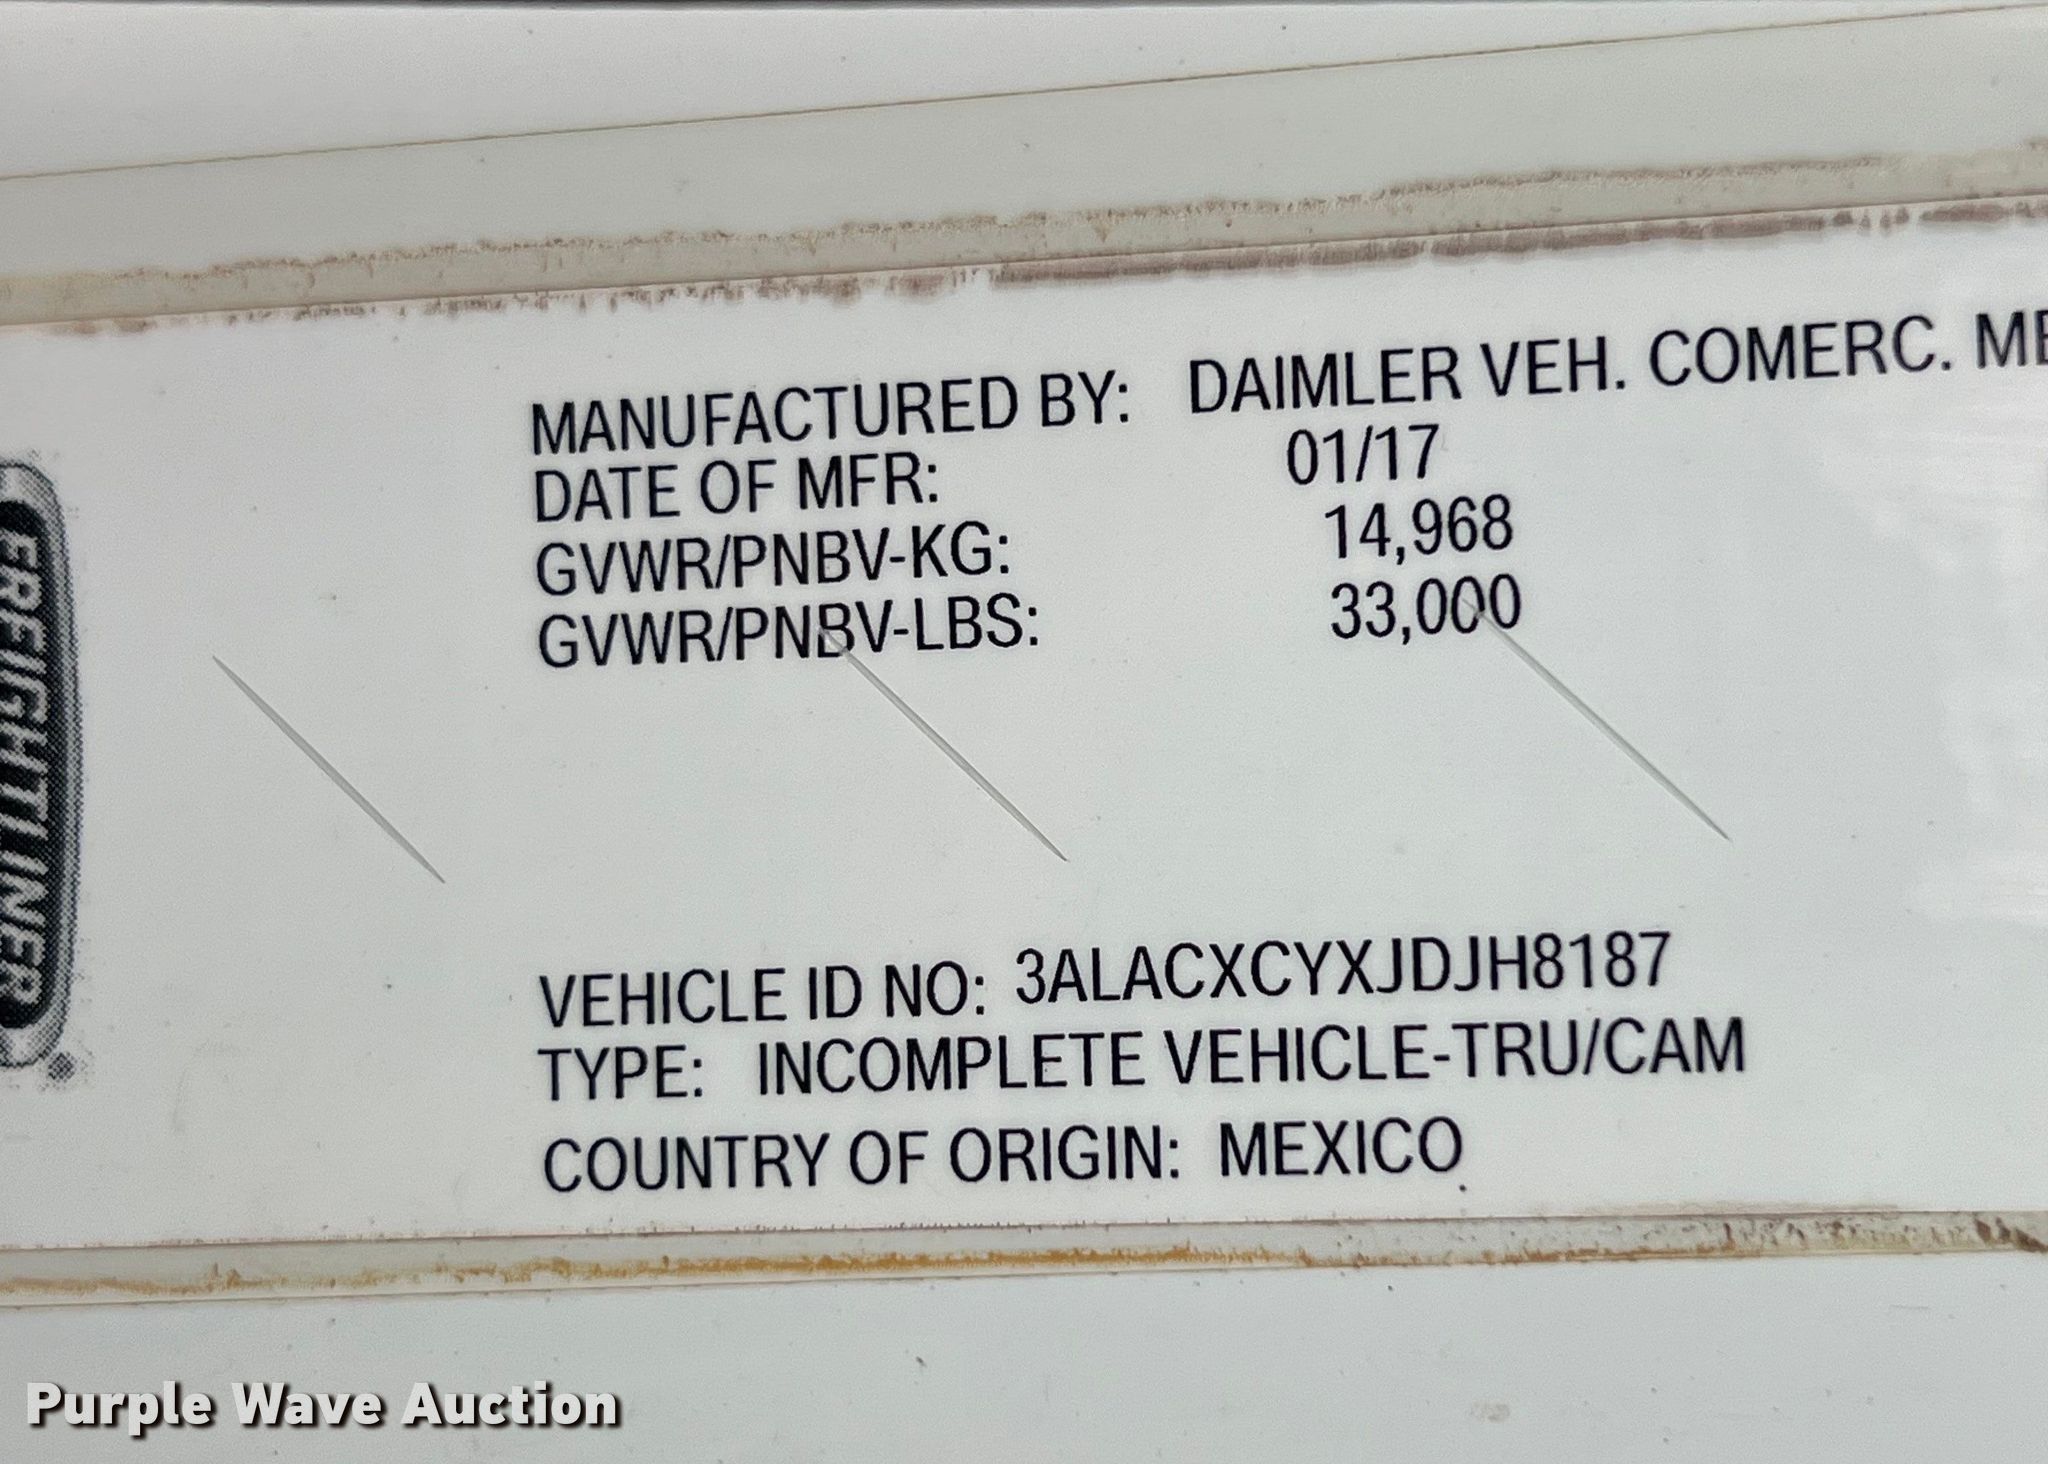 FREIGHTLINER
MANUFACTURED BY: DAIMLER VEH. COMERC.
DATE OF MFR: 01/17
GVWR/PNBV-KG: 14,968
GVWR/PNBV-LBS: 33,000
VEHICLE ID NO: 3ALACXCYXJDJH8187
TYPE: INCOMPLETE VEHICLE-TRU/CAM
COUNTRY OF ORIGIN: MEXICO
Purple Wave Auction